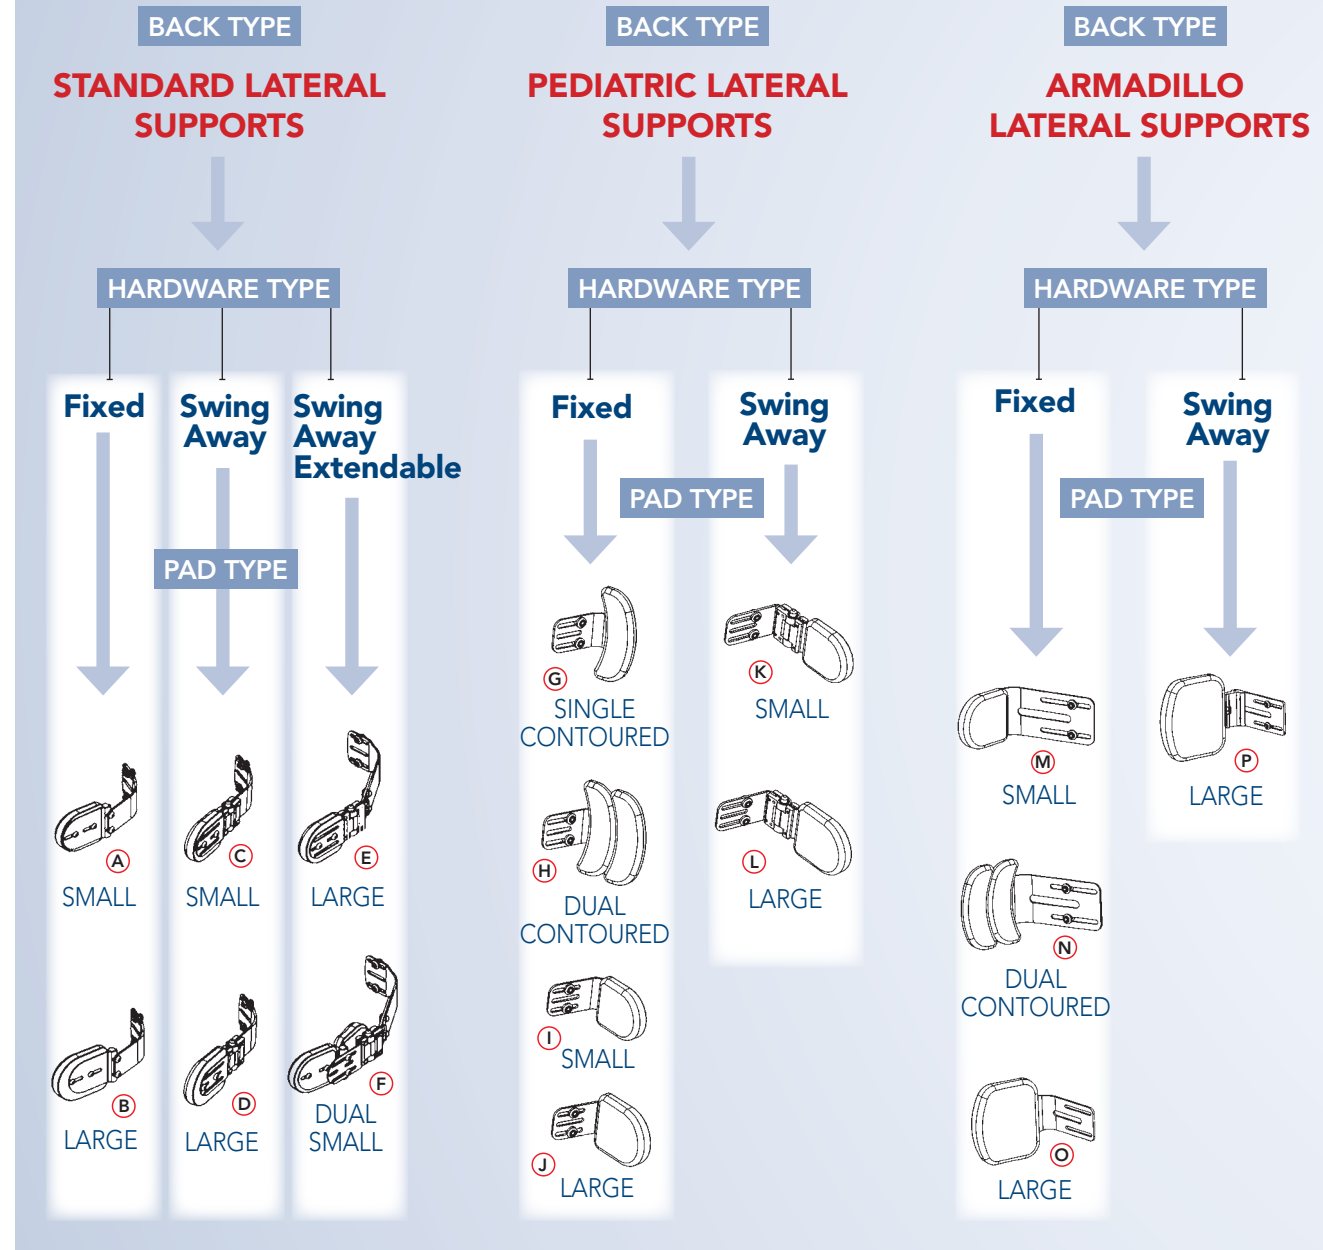 BACK TYPE
STANDARD LATERAL
SUPPORTS
HARDWARE TYPE
Fixed
Swing
Away
Swing
Away
Extendable
PAD TYPE
A
SMALL
B
LARGE
C
SMALL
D
LARGE
E
LARGE
F
DUAL
SMALL
BACK TYPE
PEDIATRIC LATERAL
SUPPORTS
HARDWARE TYPE
Fixed
Swing
Away
PAD TYPE
G
SINGLE
CONTOURED
H
DUAL
CONTOURED
I
SMALL
J
LARGE
K
SMALL
L
LARGE
BACK TYPE
ARMADILLO
LATERAL SUPPORTS
HARDWARE TYPE
Fixed
Swing
Away
PAD TYPE
M
SMALL
N
DUAL
CONTOURED
O
LARGE
P
LARGE